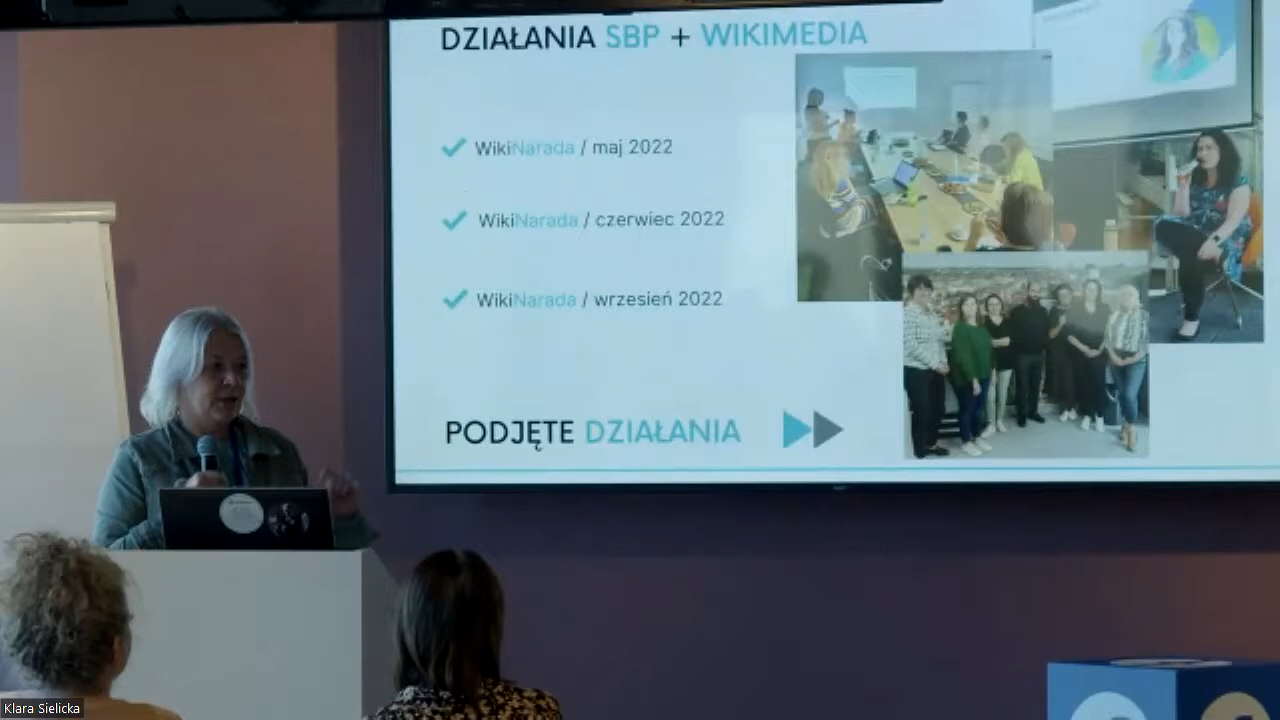 DZIAŁANIA SBP + WIKIMEDIA
WikiNarada / maj 2022
WikiNarada / czerwiec 2022
WikiNarada / wrzesień 2022
PODJĘTE DZIAŁANIA
Klara Sielicka